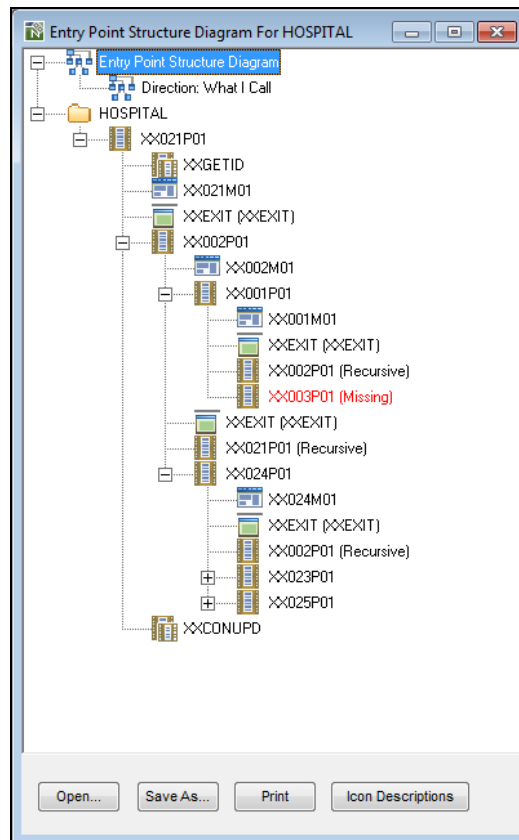 Entry Point Structure Diagram For HOSPITAL
Entry Point Structure Diagram
Direction: What I Call
HOSPITAL
XX021P01
XXGETID
XX021M01
XXEXIT (XXEXIT)
XX002P01
XX002M01
XX001P01
XX001M01
XXEXIT (XXEXIT)
XX002P01 (Recursive)
XX003P01 (Missing)
XXEXIT (XXEXIT)
XX021P01 (Recursive)
XX024P01
XX024M01
XXEXIT (XXEXIT)
XX002P01 (Recursive)
XX023P01
XX025P01
XXCONUPD
Open... Save As... Print Icon Descriptions